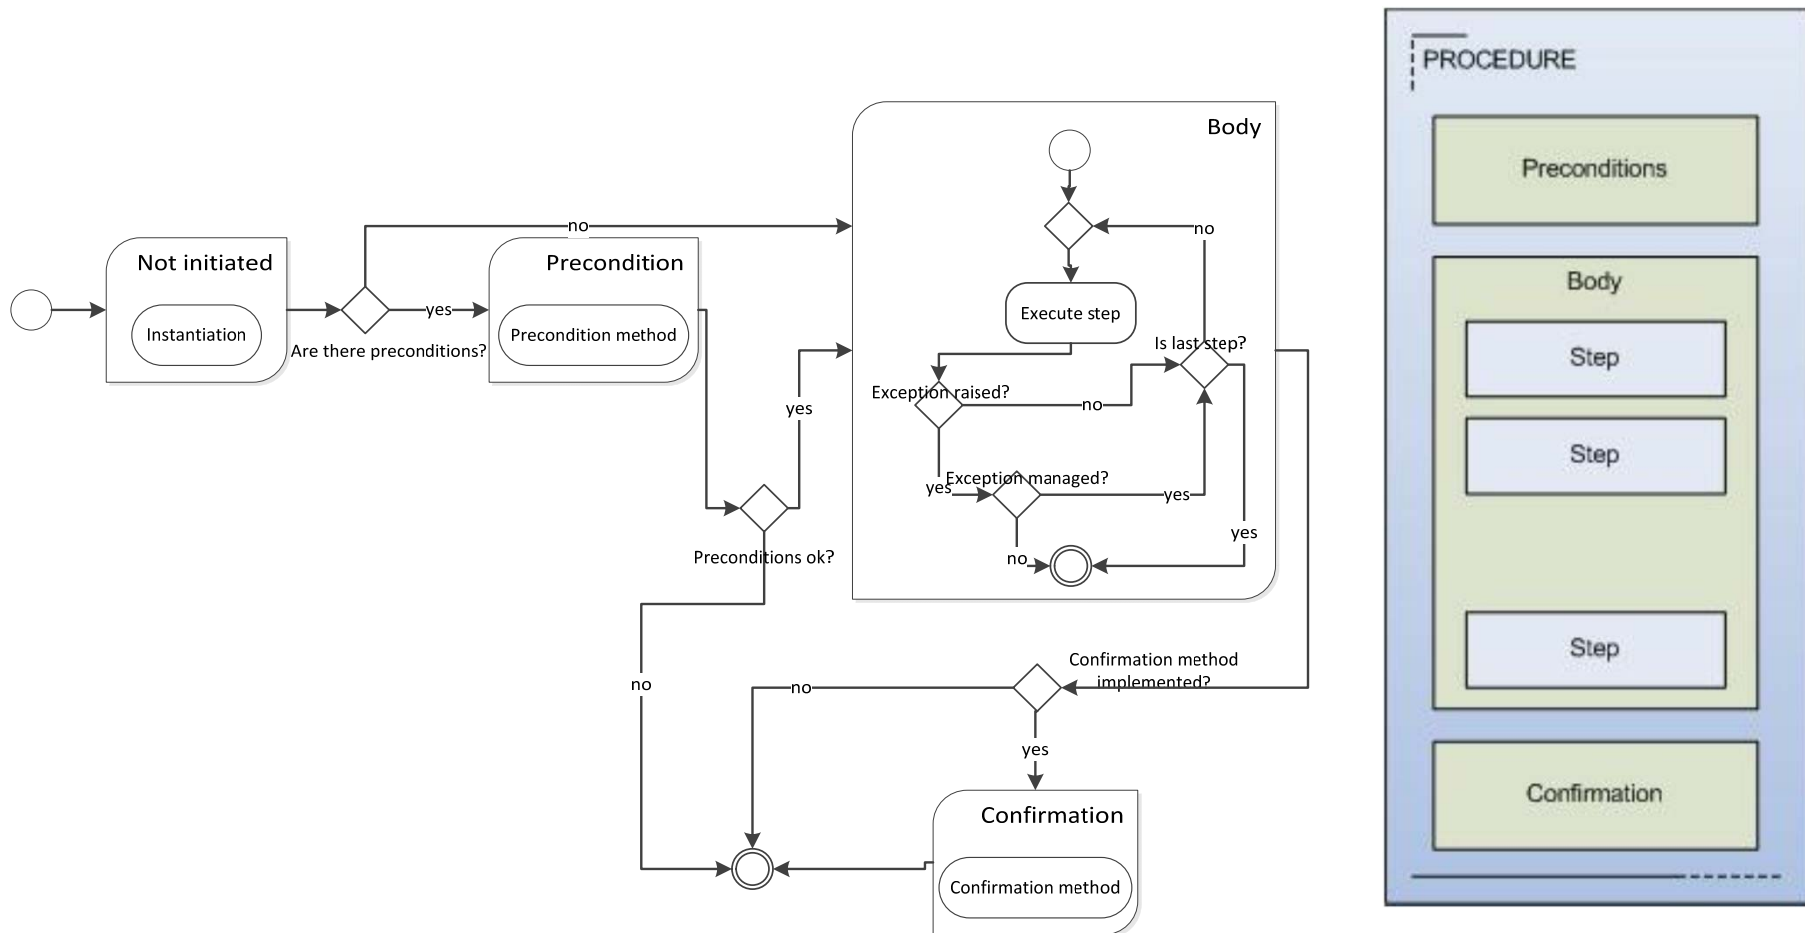 Not initiated
Instantiation
Are there preconditions?
no
yes
Precondition
Precondition method
Preconditions ok?
yes
no
Body
Execute step
Exception raised?
no
yes
Exception managed?
yes
no
Is last step?
no
yes
Confirmation method
implemented?
no
yes
Confirmation
Confirmation method
PROCEDURE
Preconditions
Body
Step
Step
Step
Confirmation